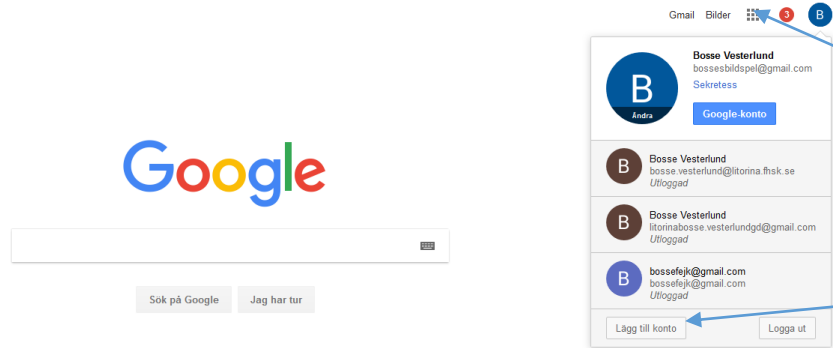 Gmail Bilder 3 B
B
Ändra
Bosse Vesterlund
bossesbildspel@gmail.com
Sekretess
Google-konto
Google
B
Bosse Vesterlund
bosse.vesterlund@litorina.fhsk.se
Utloggad
B
Bosse Vesterlund
litorinabosse.vesterlundgd@gmail.com
Utloggad
B
bossefejk@gmail.com
bossefejk@gmail.com
Utloggad
Sök på Google Jag har tur
Lägg till konto Logga ut